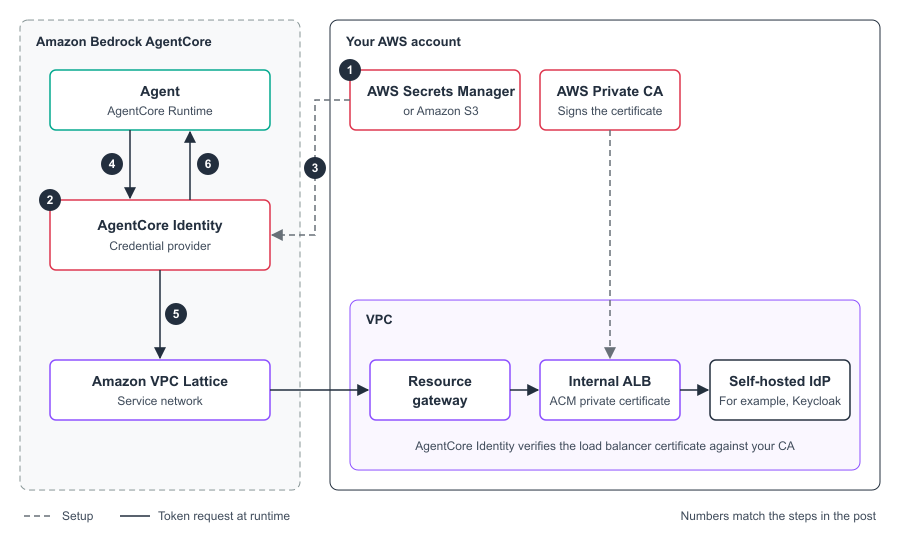 Amazon Bedrock AgentCore
Your AWS account
1
Agent
AgentCore Runtime
AWS Secrets Manager
or Amazon S3
AWS Private CA
Signs the certificate
4
6
3
2
AgentCore Identity
Credential provider
5
VPC
Amazon VPC Lattice
Service network
Resource
gateway
Internal ALB
ACM private certificate
Self-hosted IdP
For example, Keycloak
AgentCore Identity verifies the load balancer certificate against your CA
Setup
Token request at runtime
Numbers match the steps in the post